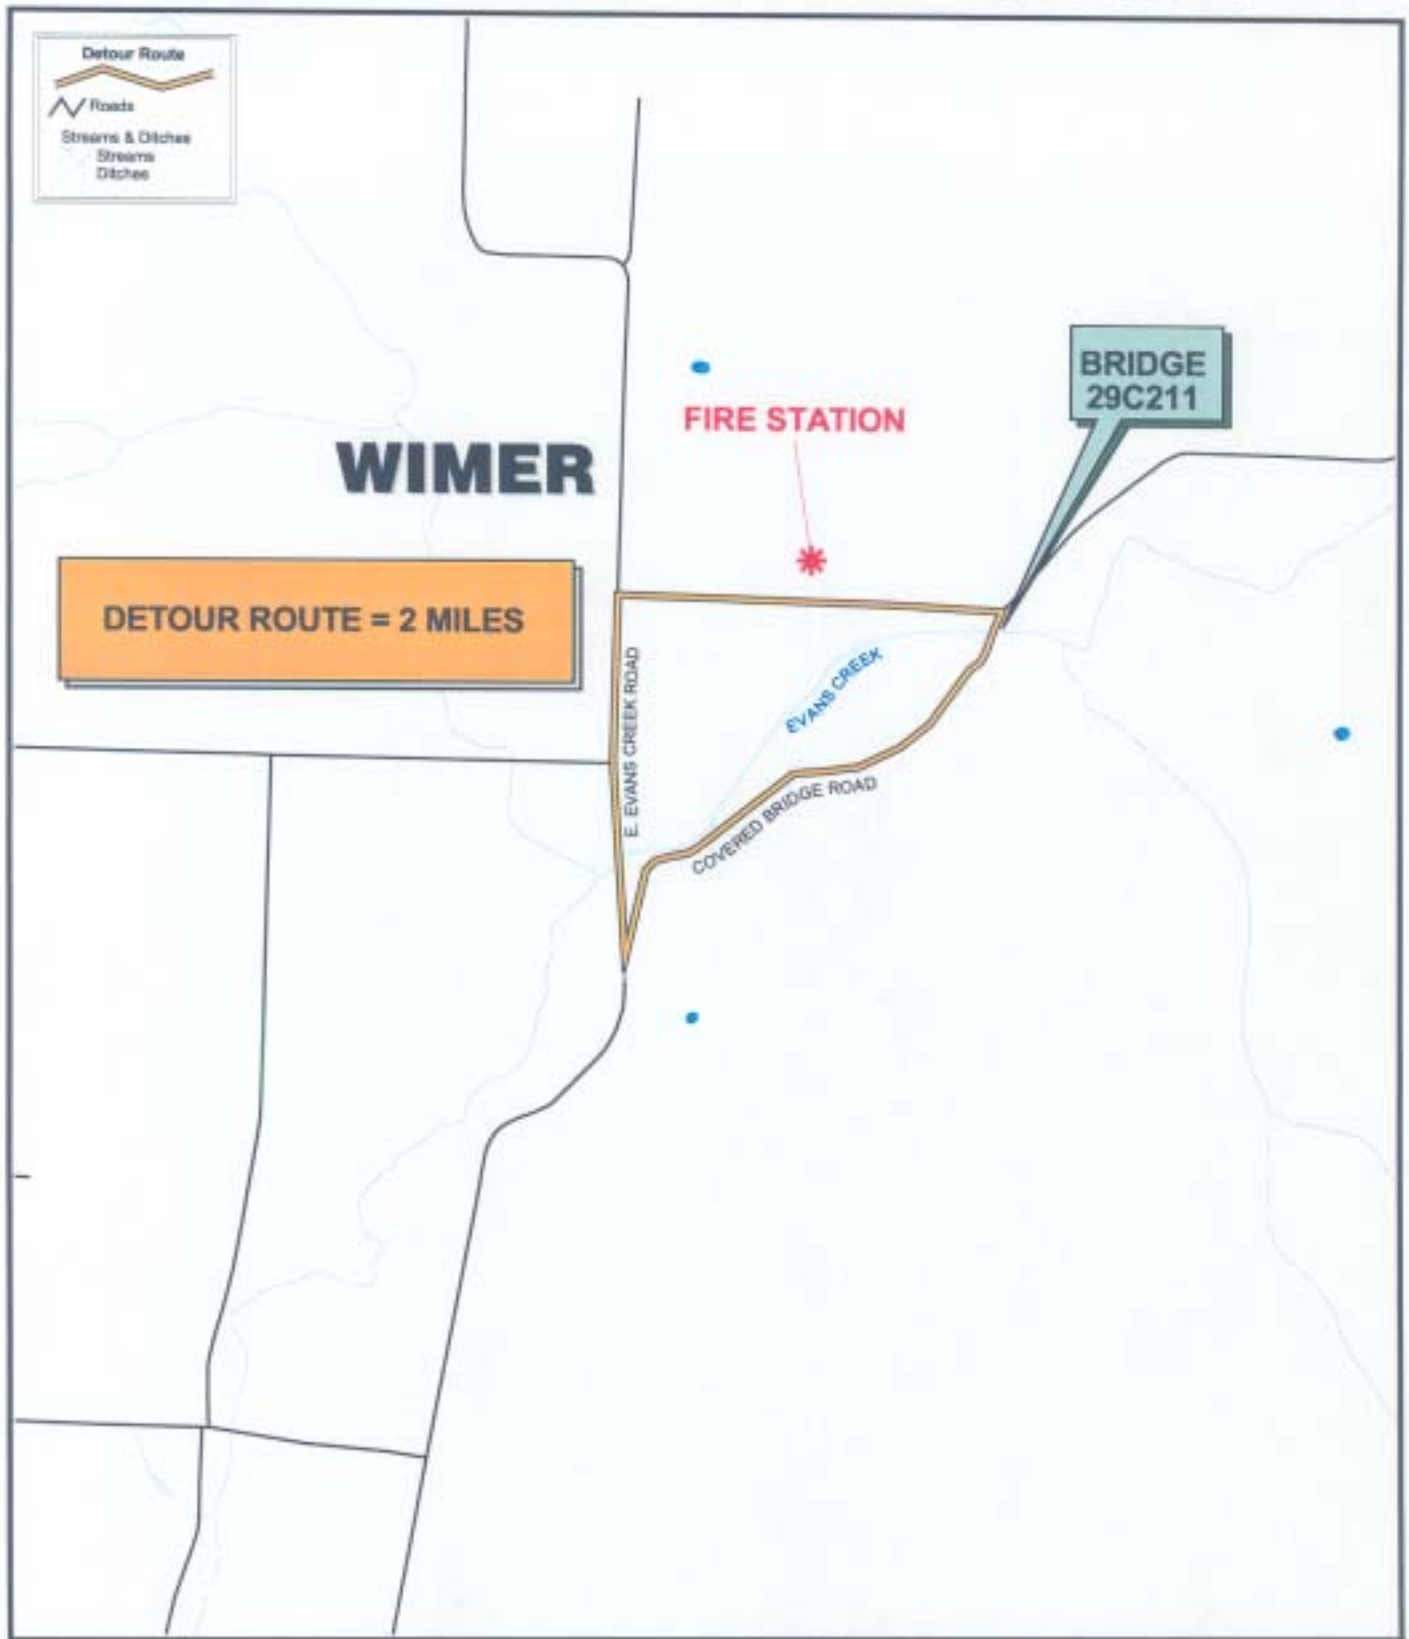 Detour Route
Roads
Streams & Ditches
Streams
Ditches
BRIDGE
29C211
FIRE STATION
WIMER
DETOUR ROUTE = 2 MILES
E. EVANS CREEK ROAD
EVANS CREEK
COVERED BRIDGE ROAD